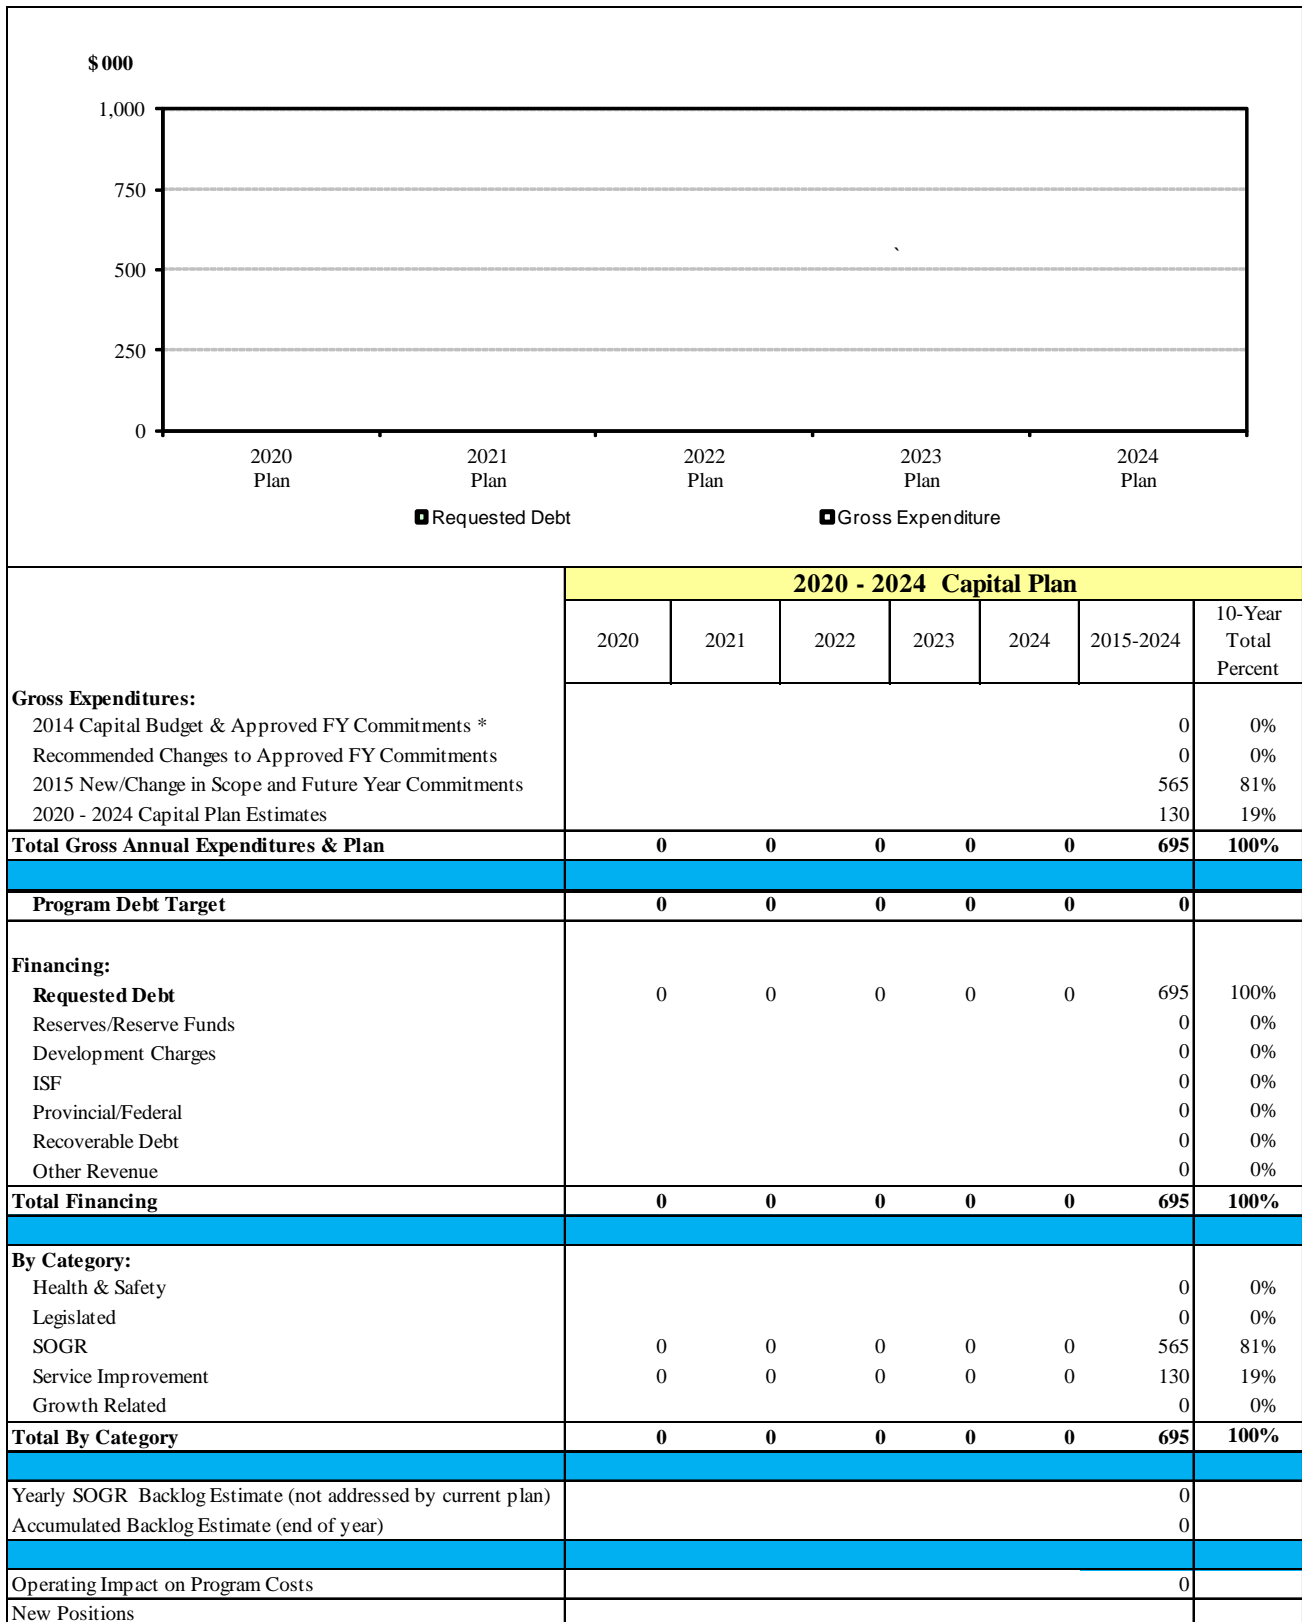 $000
1,000
750
`
500
250
0
2020 2021 2022 2023 2024
Plan Plan Plan Plan Plan
Requested Debt Gross Expenditure
2020 - 2024 Capital Plan
2020 2021 2022 2023 2024 2015-2024 10-Year Total Percent
Gross Expenditures:
2014 Capital Budget & Approved FY Commitments * 0 0%
Recommended Changes to Approved FY Commitments 0 0%
2015 New/Change in Scope and Future Year Commitments 565 81%
2020 - 2024 Capital Plan Estimates 130 19%
Total Gross Annual Expenditures & Plan 0 0 0 0 0 695 100%
Program Debt Target 0 0 0 0 0 0
Financing:
Requested Debt 0 0 0 0 0 695 100%
Reserves/Reserve Funds 0 0%
Development Charges 0 0%
ISF 0 0%
Provincial/Federal 0 0%
Recoverable Debt 0 0%
Other Revenue 0 0%
Total Financing 0 0 0 0 0 695 100%
By Category:
Health & Safety 0 0%
Legislated 0 0%
SOGR 0 0 0 0 0 565 81%
Service Improvement 0 0 0 0 0 130 19%
Growth Related 0 0%
Total By Category 0 0 0 0 0 695 100%
Yearly SOGR Backlog Estimate (not addressed by current plan) 0
Accumulated Backlog Estimate (end of year) 0
Operating Impact on Program Costs 0
New Positions